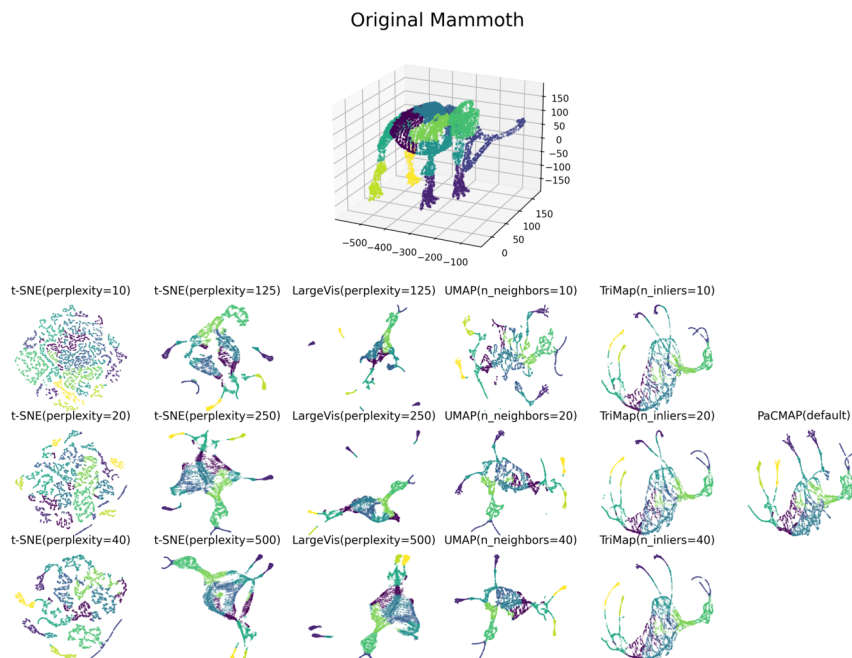 Original Mammoth
150
100
50
0
−50
−100
−150
150
100
50
0
−500
−400
−300
−200
−100
t-SNE(perplexity=10)
t-SNE(perplexity=125)
LargeVis(perplexity=125)
UMAP(n_neighbors=10)
TriMap(n_inliers=10)
t-SNE(perplexity=20)
t-SNE(perplexity=250)
LargeVis(perplexity=250)
UMAP(n_neighbors=20)
TriMap(n_inliers=20)
PaCMAP(default)
t-SNE(perplexity=40)
t-SNE(perplexity=500)
LargeVis(perplexity=500)
UMAP(n_neighbors=40)
TriMap(n_inliers=40)